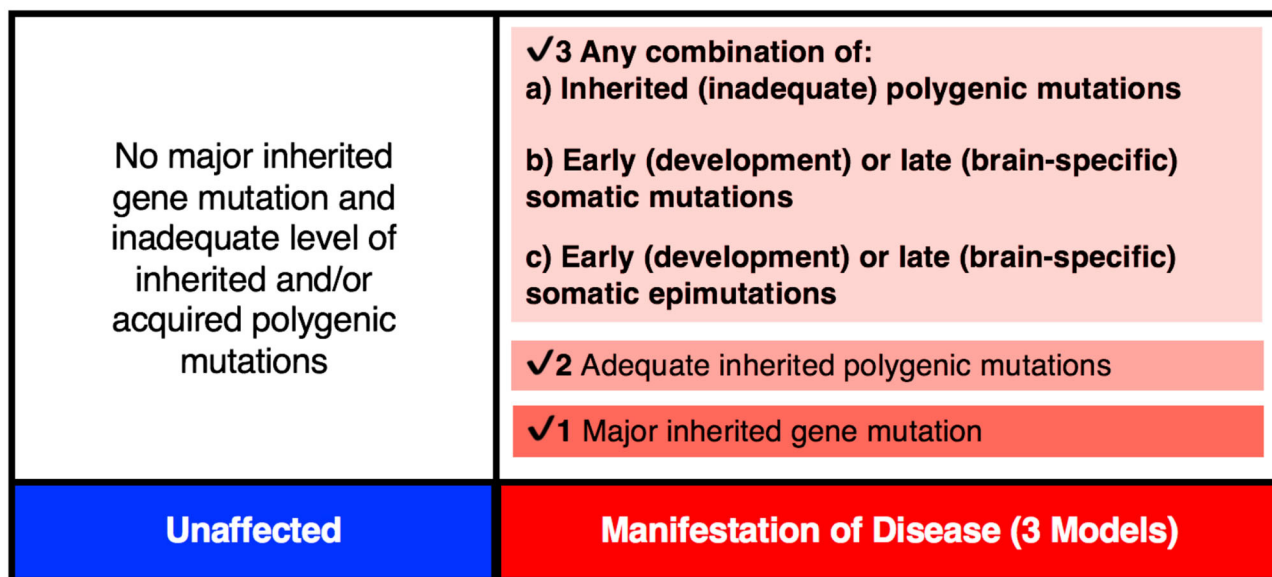 No major inherited
gene mutation and
inadequate level of
inherited and/or
acquired polygenic
mutations
✓3 Any combination of:
a) Inherited (inadequate) polygenic mutations
b) Early (development) or late (brain-specific)
somatic mutations
c) Early (development) or late (brain-specific)
somatic epimutations
✓2 Adequate inherited polygenic mutations
✓1 Major inherited gene mutation
Unaffected
Manifestation of Disease (3 Models)